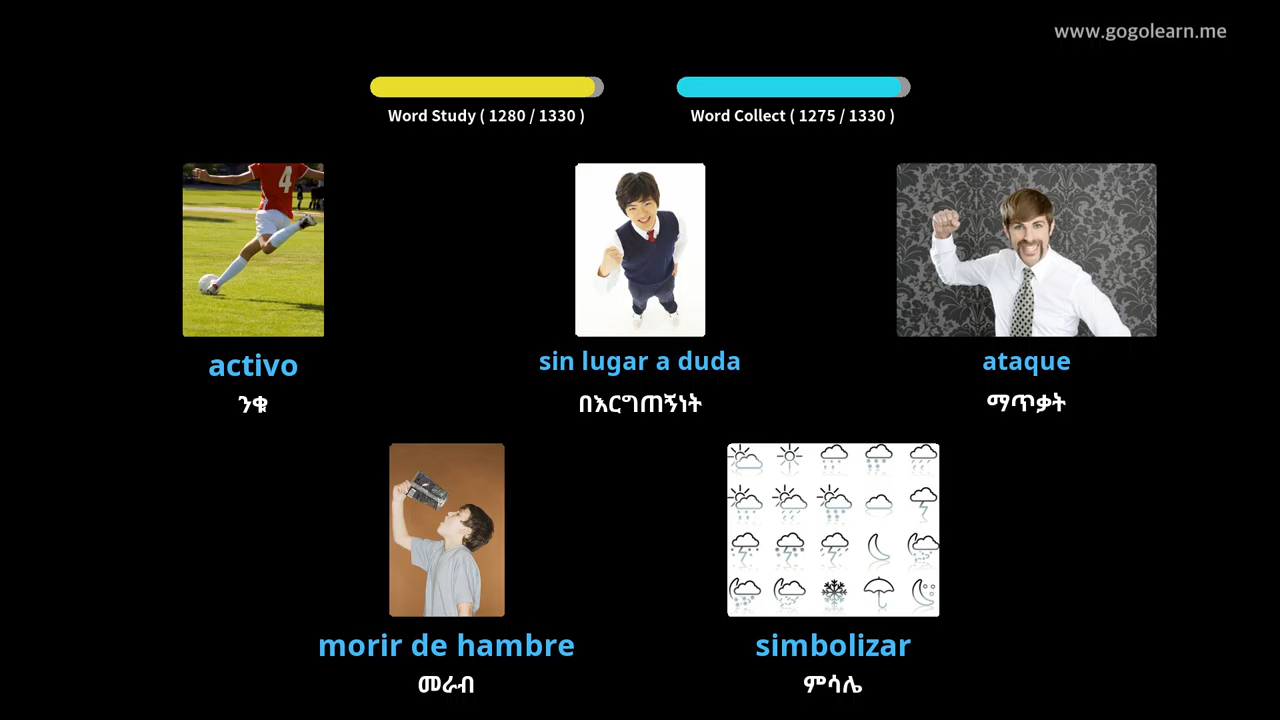 www.gogolearn.me
Word Study ( 1280 / 1330 )
Word Collect ( 1275 / 1330 )
4
activo
ንቁ
sin lugar a duda
በእርግጠኝነት
ataque
ማጥቃት
morir de hambre
መራብ
simbolizar
ምሳሌ